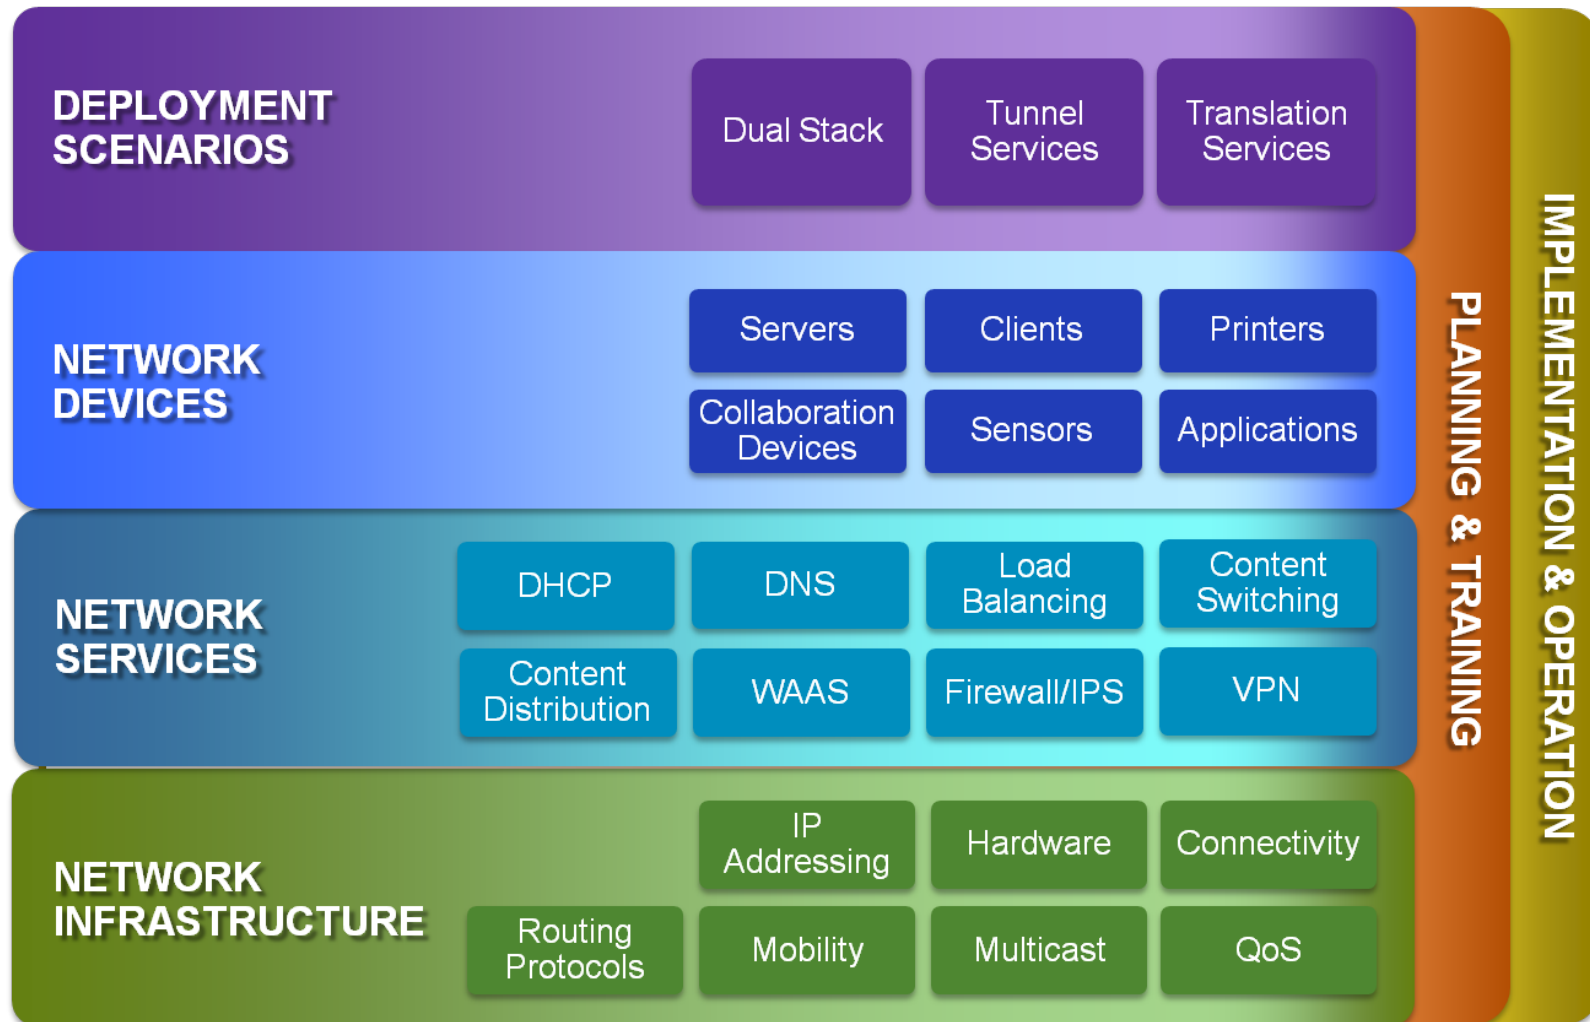 DEPLOYMENT
SCENARIOS
Dual Stack
Tunnel
Services
Translation
Services
NETWORK
DEVICES
Servers
Clients
Printers
Collaboration
Devices
Sensors
Applications
NETWORK
SERVICES
DHCP
DNS
Load
Balancing
Content
Switching
Content
Distribution
WAAS
Firewall/IPS
VPN
NETWORK
INFRASTRUCTURE
IP
Addressing
Hardware
Connectivity
Routing
Protocols
Mobility
Multicast
QoS
PLANNING & TRAINING
IMPLEMENTATION & OPERATION